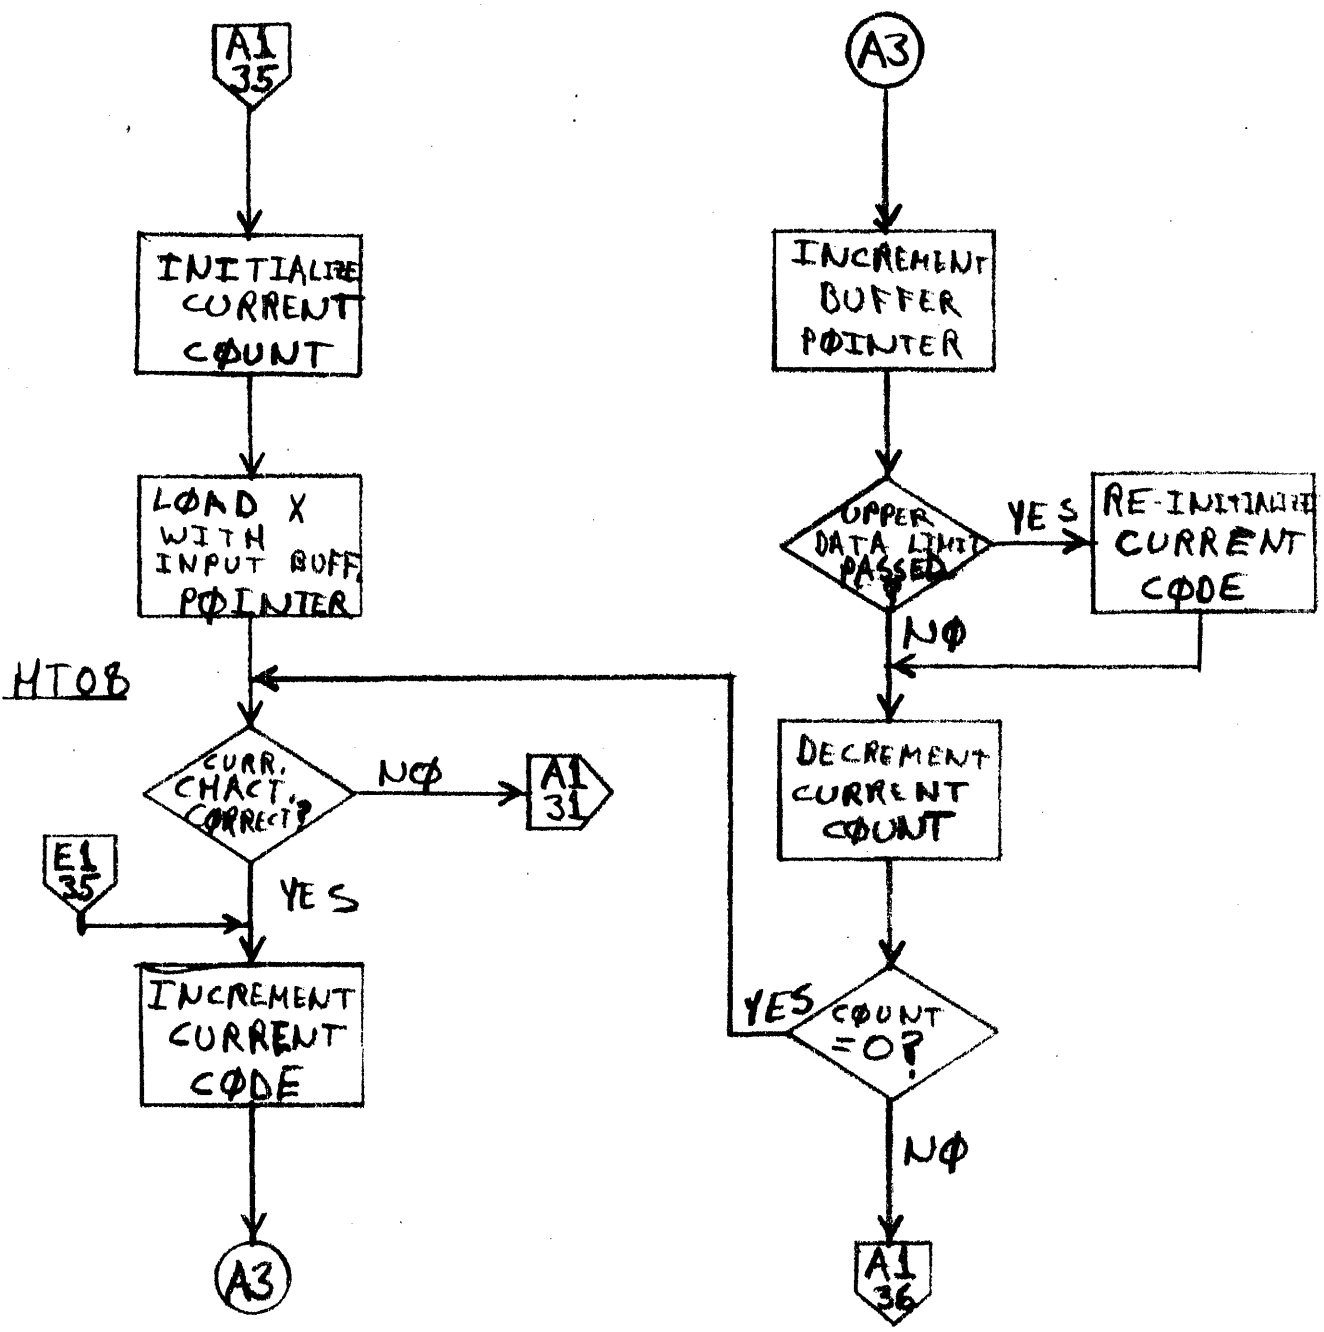 A1
35
INITIALIZE
CURRENT
CØUNT
LØAD X
WITH
INPUT BUFF.
PØINTER
MT08
CURR.
CHACT.
CØRRECT?
NØ
A1
31
E1
35
YES
INCREMENT
CURRENT
CØDE
A3
A3
INCREMENT
BUFFER
PØINTER
UPPER
DATA LIMIT
PASSED
?
YES
RE-INITIALIZE
CURRENT
CØDE
NØ
DECREMENT
CURRENT
CØUNT
CØUNT
=0?
YES
NØ
A1
36